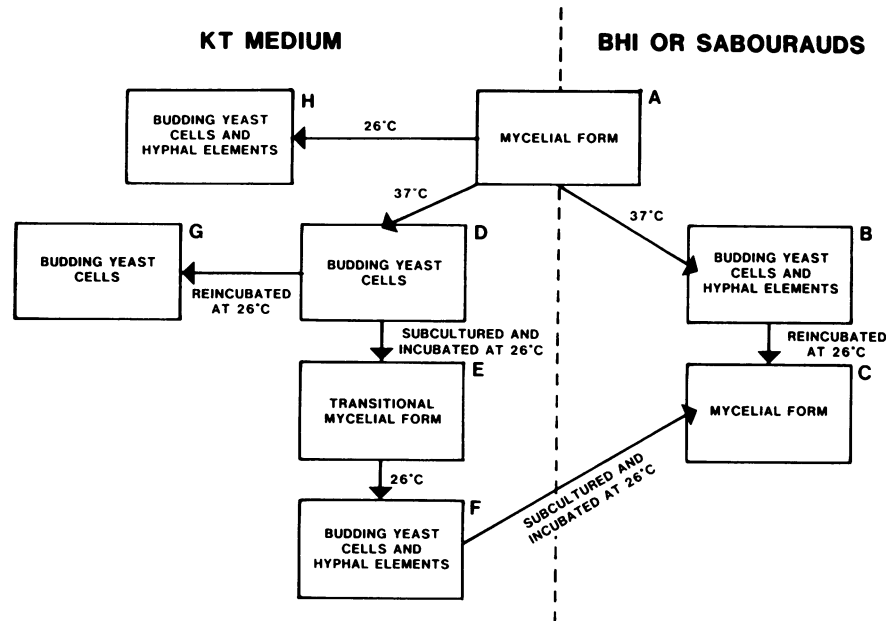 KT MEDIUM
BHI OR SABOURAUDS
H
BUDDING YEAST
CELLS AND
HYPHAL ELEMENTS
26°C
A
MYCELIAL FORM
37°C
37°C
G
BUDDING YEAST
CELLS
REINCUBATED
AT 26°C
D
BUDDING YEAST
CELLS
B
BUDDING YEAST
CELLS AND
HYPHAL ELEMENTS
SUBCULTURED AND
INCUBATED AT 26°C
REINCUBATED
AT 26°C
E
TRANSITIONAL
MYCELIAL FORM
C
MYCELIAL FORM
26°C
F
BUDDING YEAST
CELLS AND
HYPHAL ELEMENTS
SUBCULTURED AND
INCUBATED AT 26°C